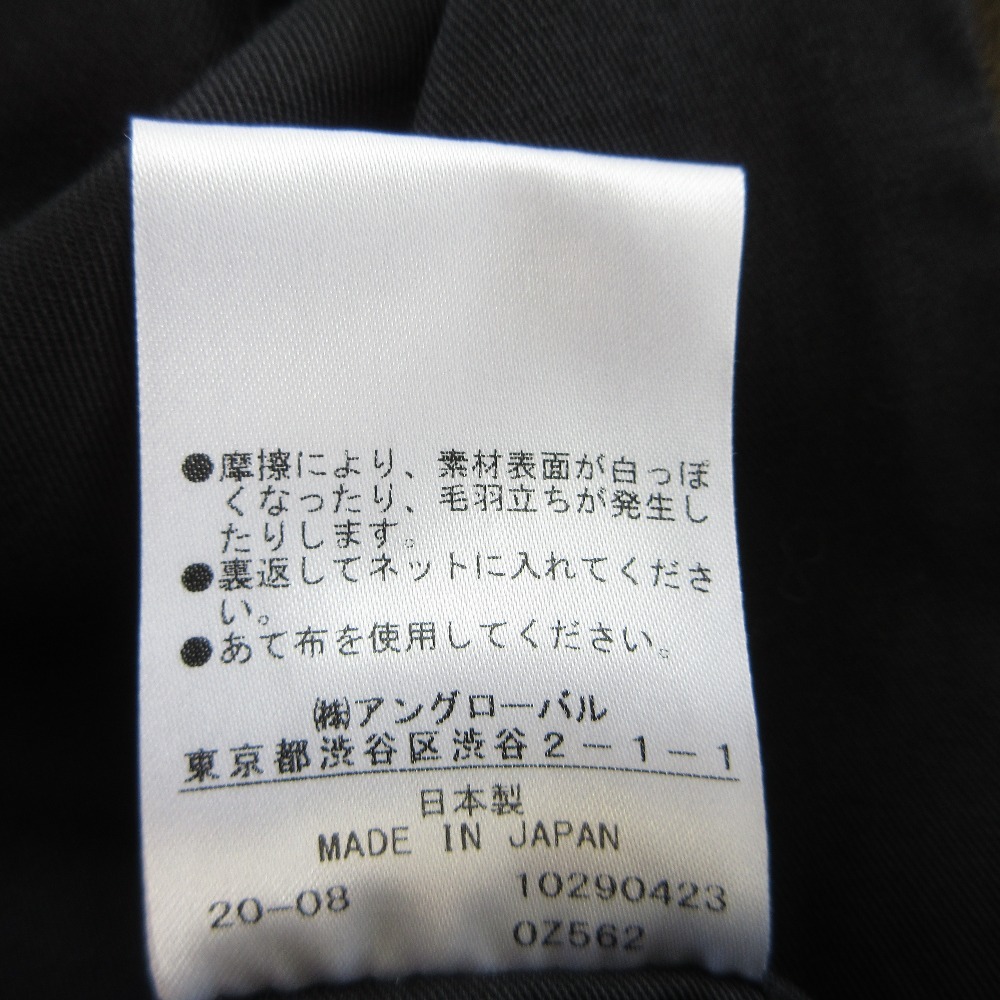 ●摩擦により、素材表面が白っぽ
くなったり、毛羽立ちが発生し
たりします。
●裏返してネットに入れてくださ
い。
●あて布を使用してください。
㈱アングローバル
東京都渋谷区渋谷2-1-1
日本製
MADE IN JAPAN
20-08 10290423
0Z562